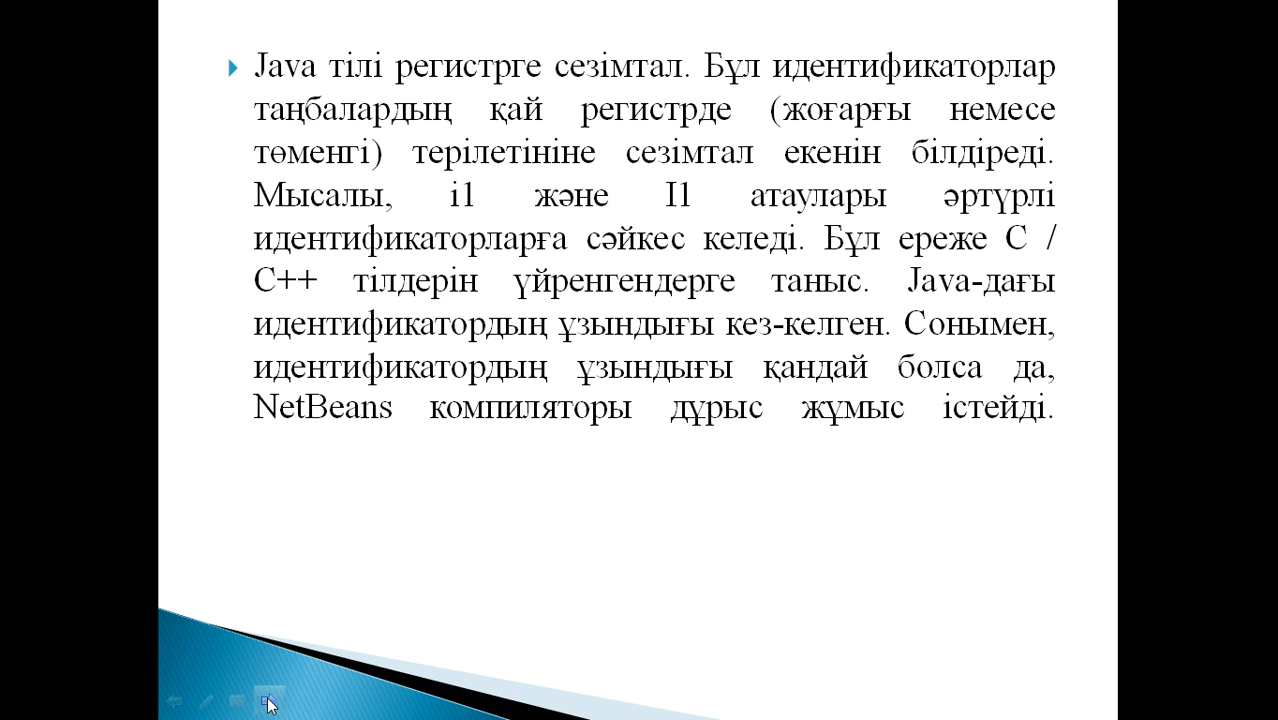 Java тілі регистрге сезімтал. Бұл идентификаторлар
таңбалардың қай регистрде (жоғарғы немесе
төменгі) терілетініне сезімтал екенін білдіреді.
Мысалы, i1 және I1 атаулары әртүрлі
идентификаторларға сәйкес келеді. Бұл ереже С /
С++ тілдерін үйренгендерге таныс. Java-дағы
идентификатордың ұзындығы кез-келген. Сонымен,
идентификатордың ұзындығы қандай болса да,
NetBeans компиляторы дұрыс жұмыс істейді.